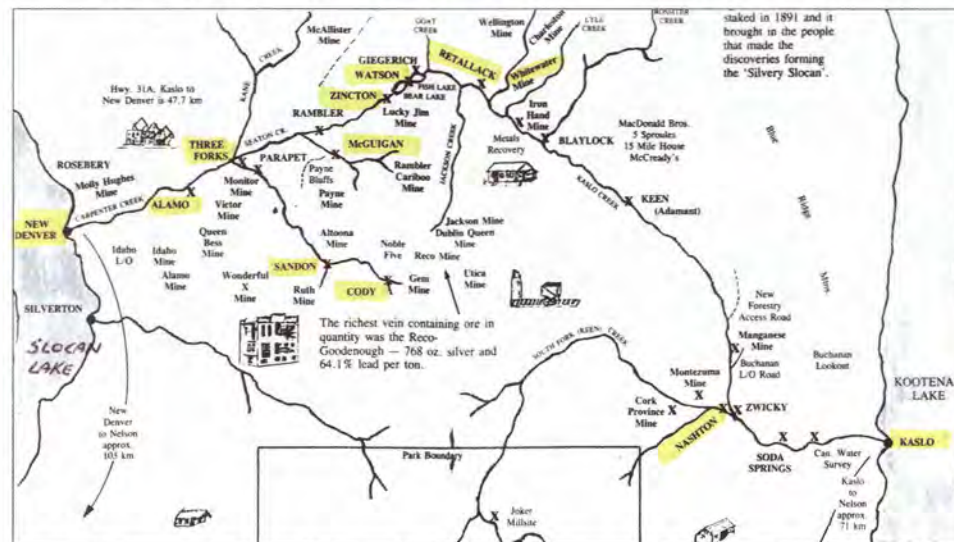 GOAT
CREEK
Wellington
Mine
Charleston
Mine
LYLE
CREEK
CREEK
staked in 1891 and it
brought in the people
that made the
discoveries forming
the 'Silvery Slocan'.
McAllister
Mine
CREEK
KANE
GIEGERICH
WATSON
RETALLACK
Whitewater
Mine
FISH LAKE
BEAR LAKE
ZINCTON
Lucky Jim
Mine
Hwy. 31A, Kaslo to
New Denver is 47.7 km
RAMBLER
SEATON CR.
Iron
Hand
Mine
Metals
Recovery
BLAYLOCK
MacDonald Bros.
5 Sproules
15 Mile House
McCready's
Blue
Ridge
Mtns.
THREE
FORKS
PARAPET
McGUIGAN
Payne
Bluffs
Payne
Mine
Rambler
Cariboo
Mine
JACKSON CREEK
KASLO CREEK
KEEN
(Adamant)
ROSEBERY
Molly Hughes
Mine
CARPENTER CREEK
ALAMO
Monitor
Mine
Victor
Mine
NEW
DENVER
Idaho
L/O
Idaho
Mine
Alamo
Mine
Queen
Bess
Mine
Altoona
Mine
Noble
Five
Jackson Mine
Dublin Queen
Mine
Reco Mine
Wonderful
X
Mine
SANDON
Ruth
Mine
CODY
Gem
Mine
Utica
Mine
SILVERTON
SLOCAN
LAKE
The richest vein containing ore in
quantity was the Reco-
Goodenough — 768 oz. silver and
64.1% lead per ton.
New
Forestry
Access Road
SOUTH FORK (KEEN) CREEK
Manganese
Mine
Buchanan
L/O Road
Buchanan
Lookout
KOOTENA
LAKE
Montezuma
Mine
Cork
Province
Mine
NASHTON
ZWICKY
SODA
SPRINGS
Can. Water
Survey
KASLO
New
Denver
to Nelson
approx.
105 km
Park Boundary
Joker
Millsite
Kaslo
to
Nelson
approx.
71 km